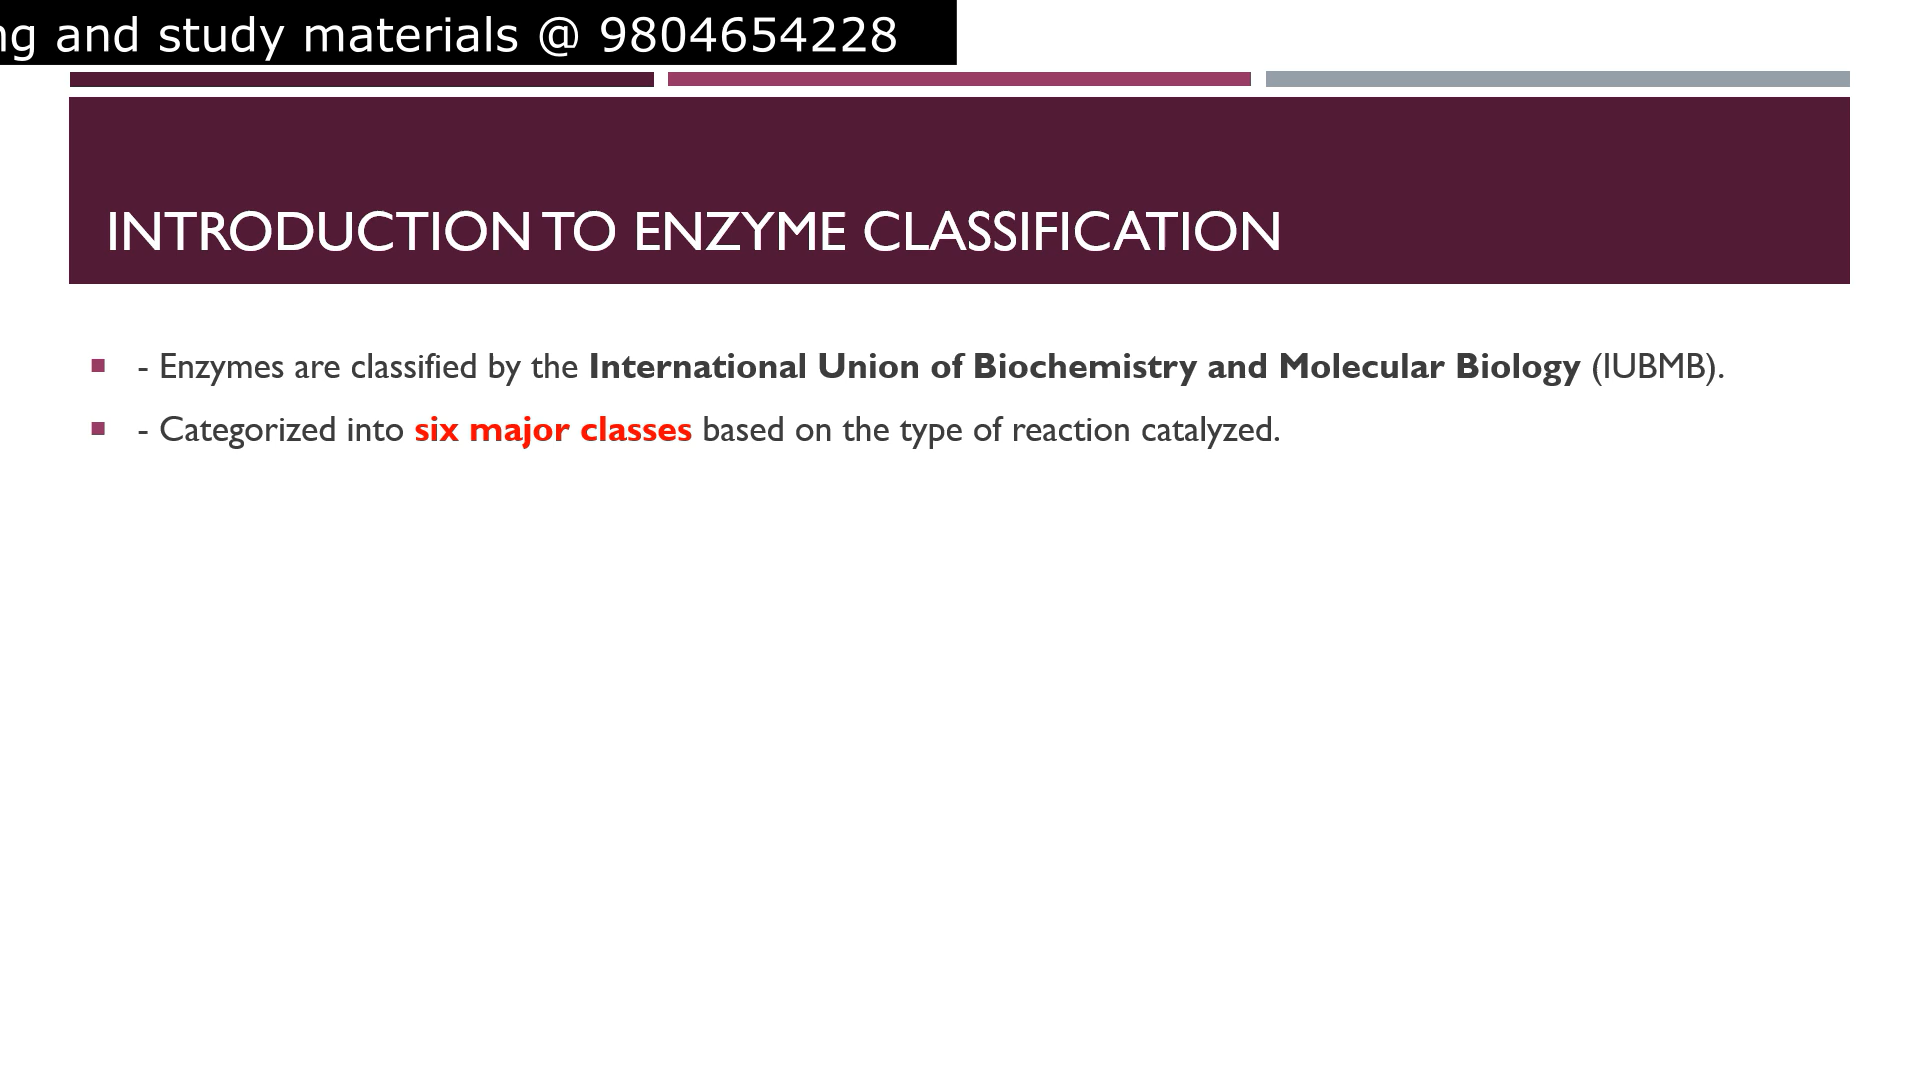 and study materials @ 9804654228
INTRODUCTION TO ENZYME CLASSIFICATION
- Enzymes are classified by the International Union of Biochemistry and Molecular Biology (IUBMB).
- Categorized into six major classes based on the type of reaction catalyzed.